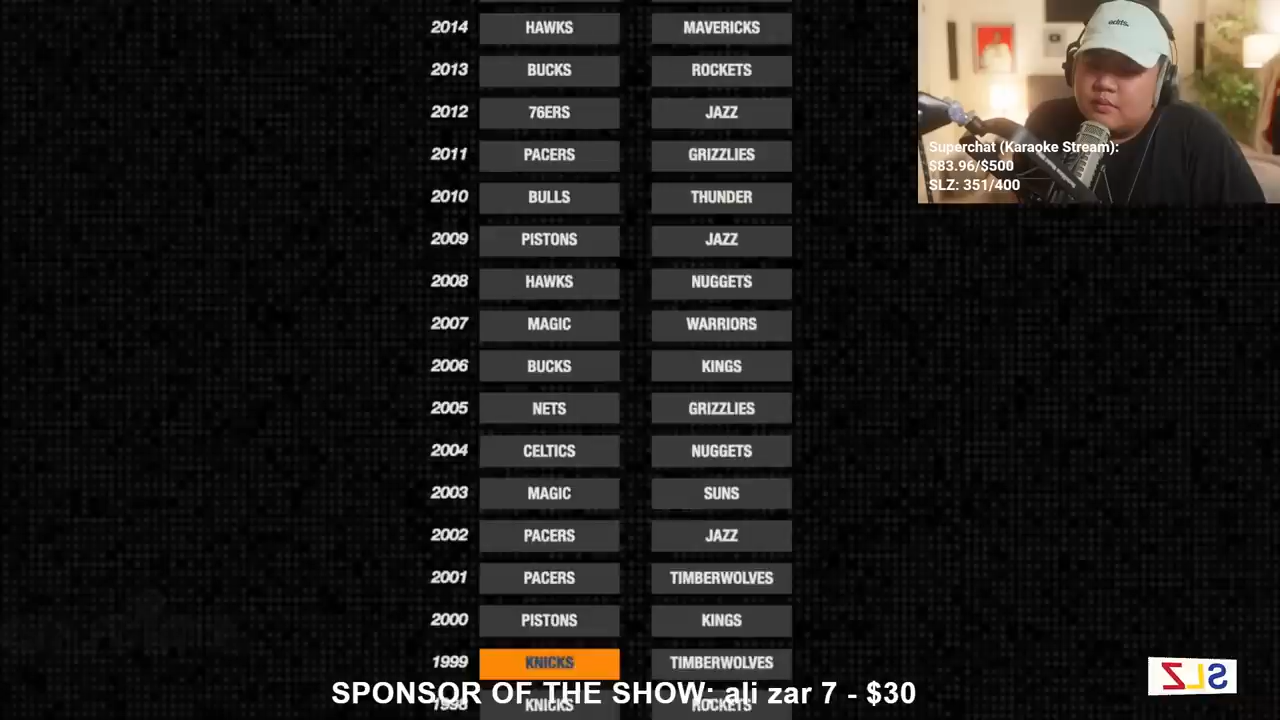 2014 HAWKS MAVERICKS
2013 BUCKS ROCKETS
2012 76ERS JAZZ
2011 PACERS GRIZZLIES
2010 BULLS THUNDER
2009 PISTONS JAZZ
2008 HAWKS NUGGETS
2007 MAGIC WARRIORS
2006 BUCKS KINGS
2005 NETS GRIZZLIES
2004 CELTICS NUGGETS
2003 MAGIC SUNS
2002 PACERS JAZZ
2001 PACERS TIMBERWOLVES
2000 PISTONS KINGS
1999 KNICKS TIMBERWOLVES
1998 KNICKS ROCKETS
Superchat (Karaoke Stream):
$83.96/$500
SLZ: 351/400
SPONSOR OF THE SHOW: ali zar 7 - $30
SLZ